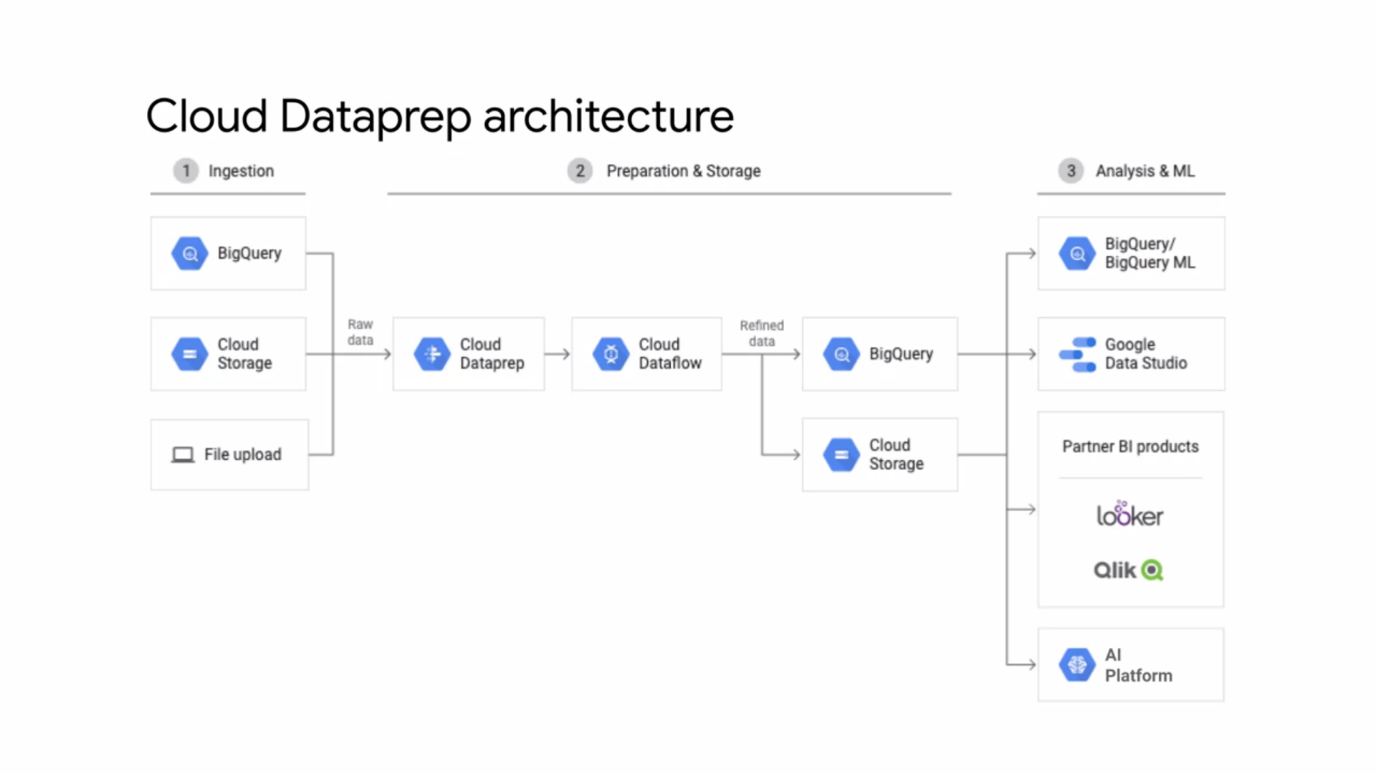 Cloud Dataprep architecture
1 Ingestion
2 Preparation & Storage
3 Analysis & ML
BigQuery
Cloud
Storage
File upload
Raw
data
Cloud
Dataprep
Cloud
Dataflow
Refined
data
BigQuery
Cloud
Storage
BigQuery/
BigQuery ML
Google
Data Studio
Partner BI products
looker
Qlik
AI
Platform